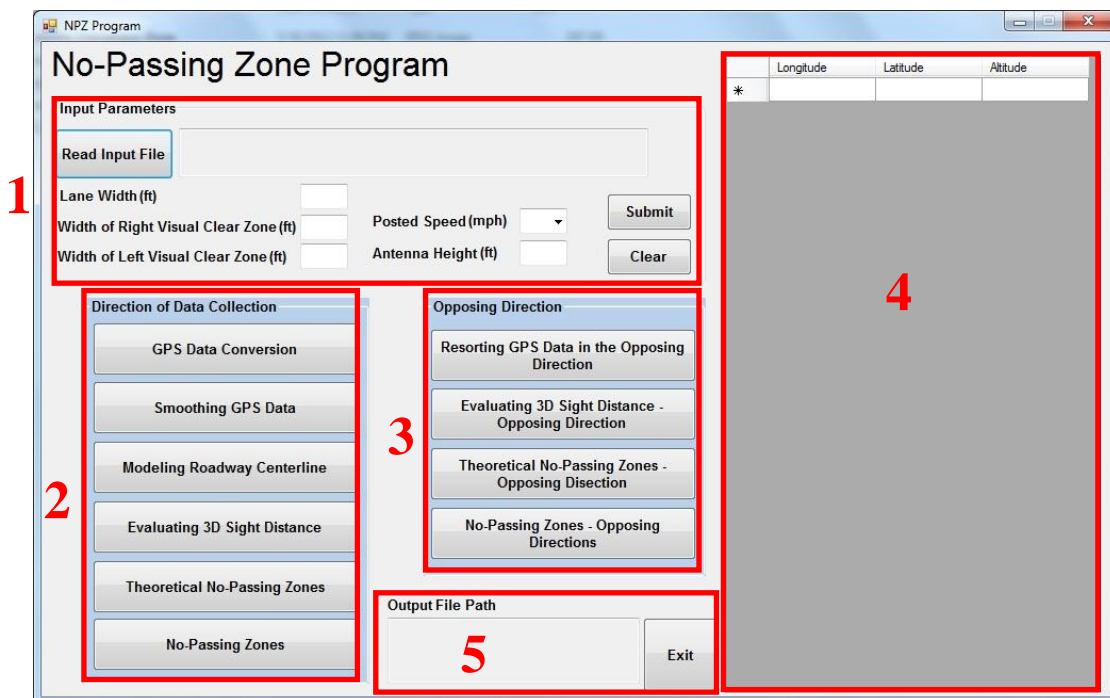 NPZ Program
No-Passing Zone Program
1
Input Parameters
Read Input File
Lane Width (ft)
Width of Right Visual Clear Zone (ft)
Width of Left Visual Clear Zone (ft)
Posted Speed (mph)
Antenna Height (ft)
Submit
Clear
2
Direction of Data Collection
GPS Data Conversion
Smoothing GPS Data
Modeling Roadway Centerline
Evaluating 3D Sight Distance
Theoretical No-Passing Zones
No-Passing Zones
3
Opposing Direction
Resorting GPS Data in the Opposing
Direction
Evaluating 3D Sight Distance -
Opposing Direction
Theoretical No-Passing Zones -
Opposing Disection
No-Passing Zones - Opposing
Directions
Longitude Latitude Altitude
4
Output File Path
5
Exit